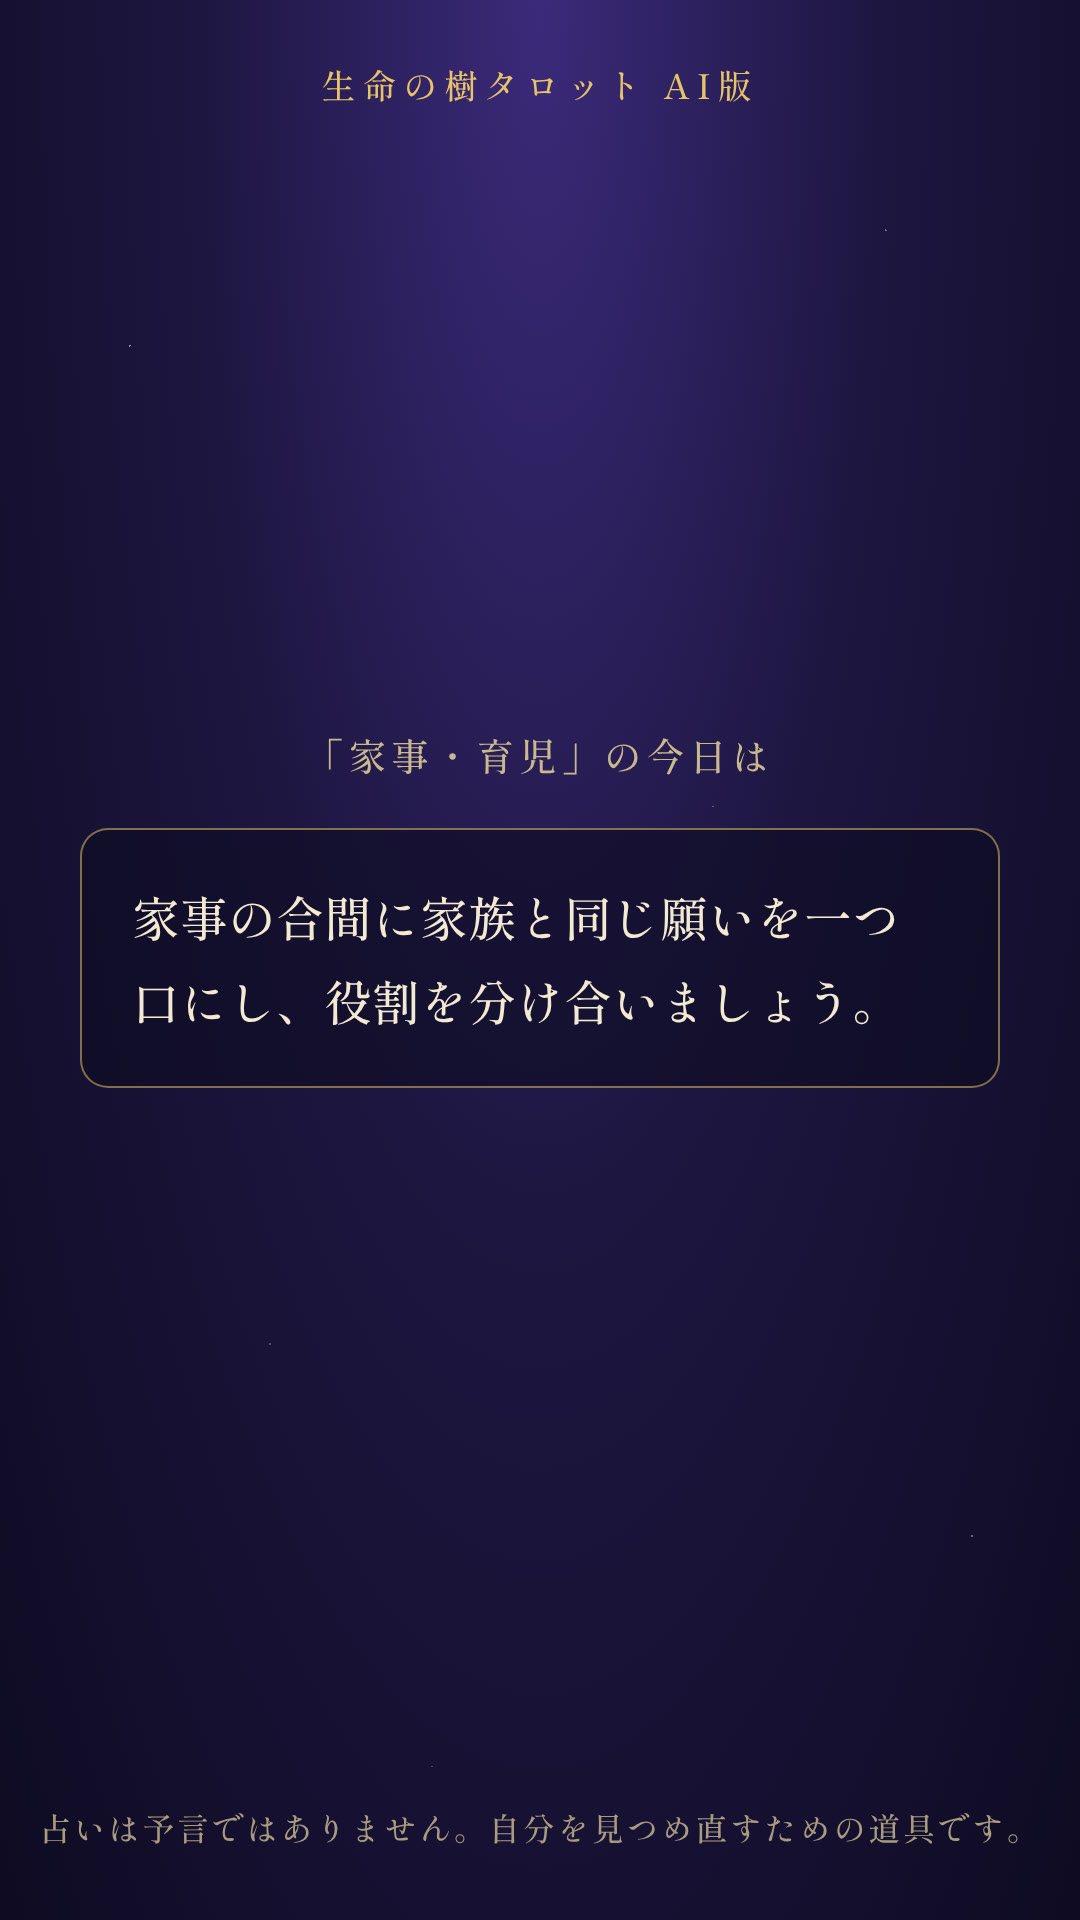 生命の樹タロット AI版
「家事・育児」の今日は
家事の合間に家族と同じ願いを一つ
口にし、役割を分け合いましょう。
占いは予言ではありません。自分を見つめ直すための道具です。